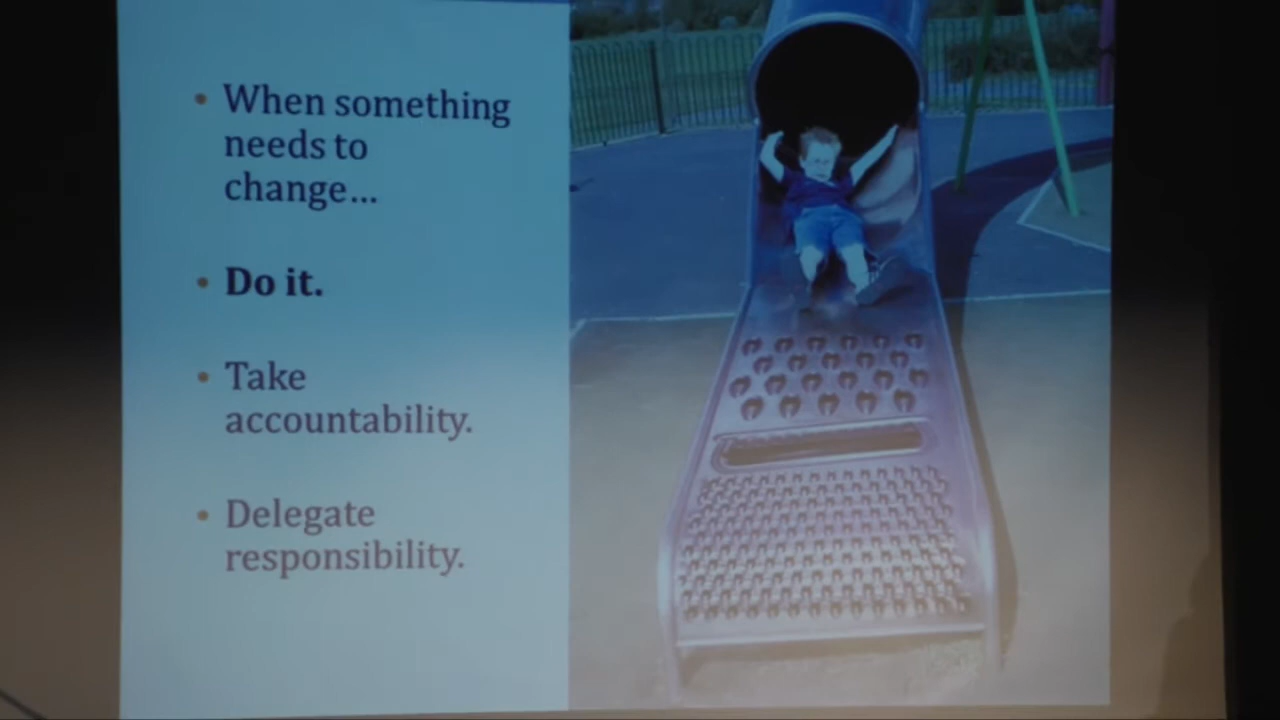 • When something
needs to
change...
• Do it.
• Take
accountability.
• Delegate
responsibility.